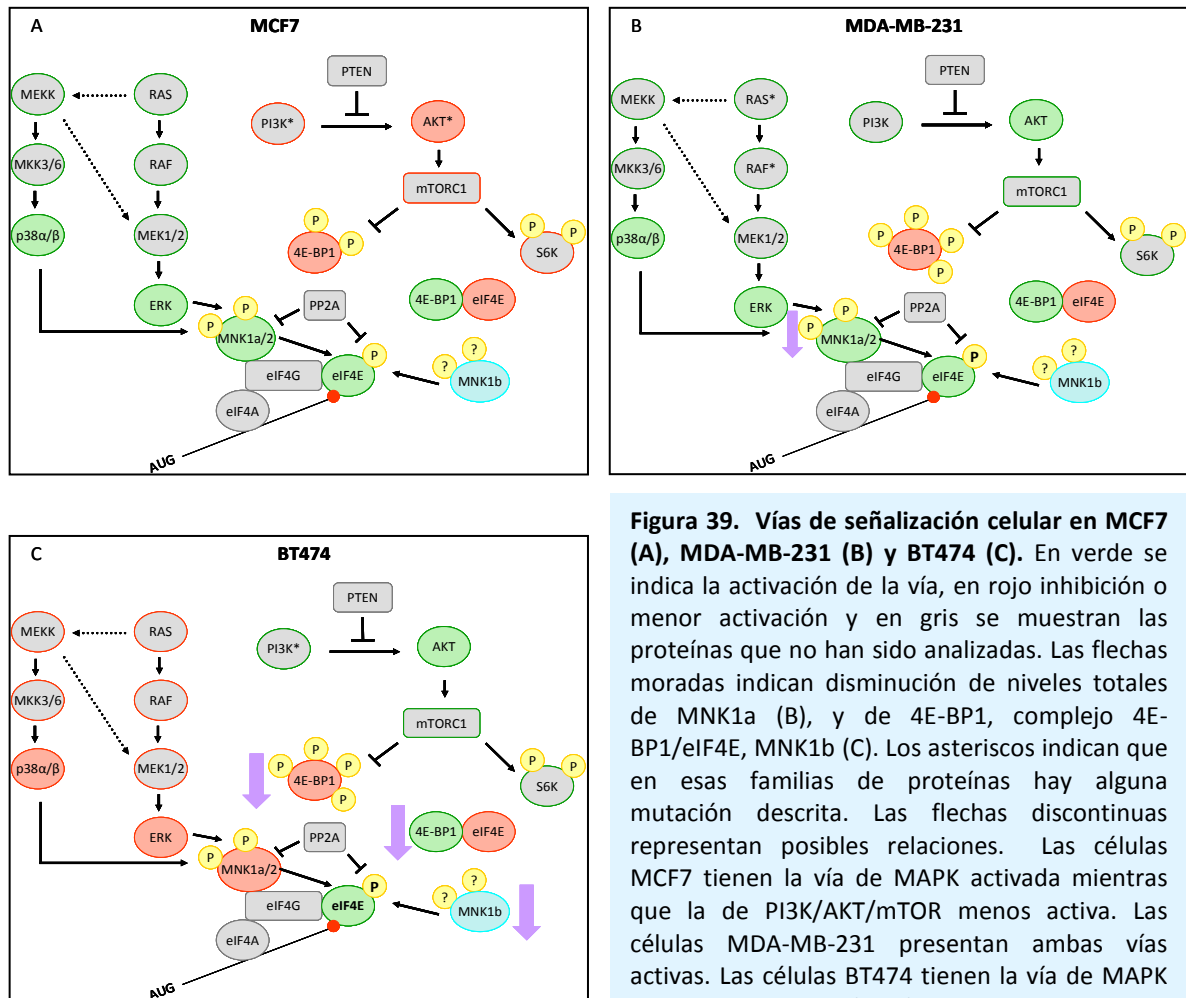 A
MCF7
PTEN
MEKK
RAS
PI3K*
AKT*
MKK3/6
RAF
mTORC1
p38α/β
MEK1/2
P
P
4E-BP1
P
P
S6K
ERK
P
P
MNK1a/2
PP2A
4E-BP1
eIF4E
P
eIF4G
eIF4E
?
?
MNK1b
eIF4A
AUG
B
MDA-MB-231
PTEN
MEKK
RAS*
PI3K
AKT
MKK3/6
RAF*
mTORC1
p38α/β
MEK1/2
P
P
P
P
4E-BP1
P
P
S6K
ERK
P
P
MNK1a/2
PP2A
4E-BP1
eIF4E
P
eIF4G
eIF4E
?
?
MNK1b
eIF4A
AUG
C
BT474
PTEN
MEKK
RAS
PI3K*
AKT
MKK3/6
RAF
mTORC1
p38α/β
MEK1/2
P
P
P
P
4E-BP1
P
P
S6K
ERK
P
P
MNK1a/2
PP2A
4E-BP1
eIF4E
P
eIF4G
eIF4E
?
?
MNK1b
eIF4A
AUG
Figura 39. Vías de señalización celular en MCF7
(A), MDA-MB-231 (B) y BT474 (C). En verde se
indica la activación de la vía, en rojo inhibición o
menor activación y en gris se muestran las
proteínas que no han sido analizadas. Las flechas
moradas indican disminución de niveles totales
de MNK1a (B), y de 4E-BP1, complejo 4E-
BP1/eIF4E, MNK1b (C). Los asteriscos indican que
en esas familias de proteínas hay alguna
mutación descrita. Las flechas discontinuas
representan posibles relaciones. Las células
MCF7 tienen la vía de MAPK activada mientras
que la de PI3K/AKT/mTOR menos activa. Las
células MDA-MB-231 presentan ambas vías
activas. Las células BT474 tienen la vía de MAPK